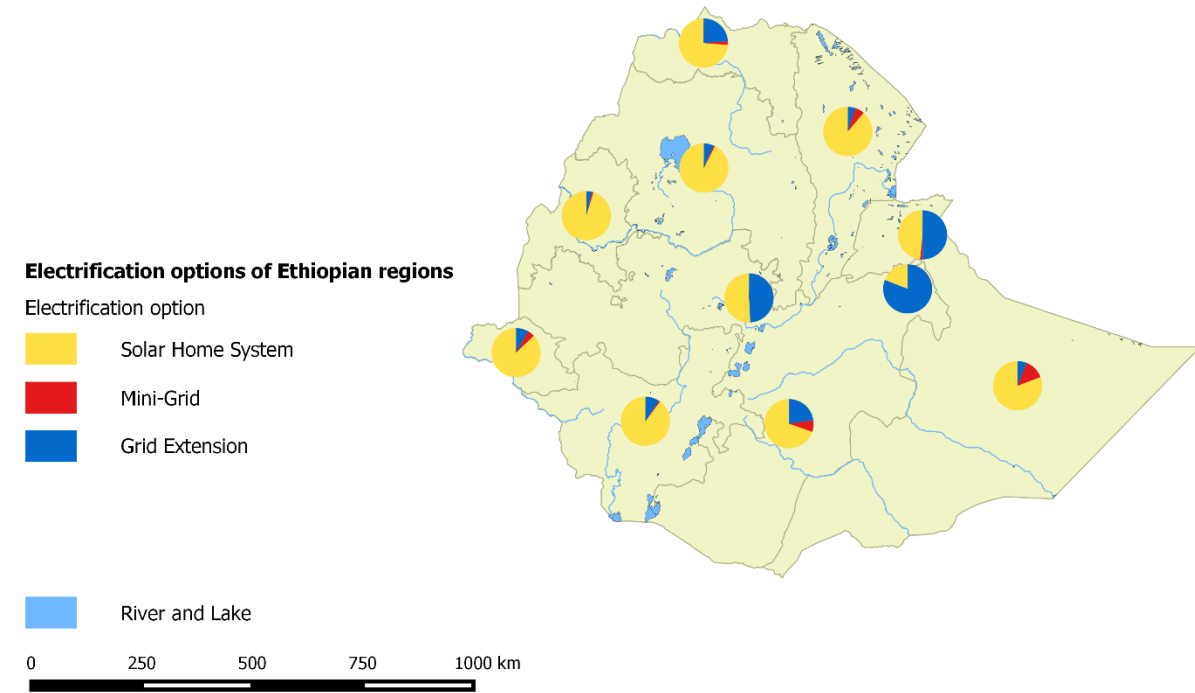 Electrification options of Ethiopian regions
Electrification option
Solar Home System
Mini-Grid
Grid Extension
River and Lake
0 250 500 750 1000 km